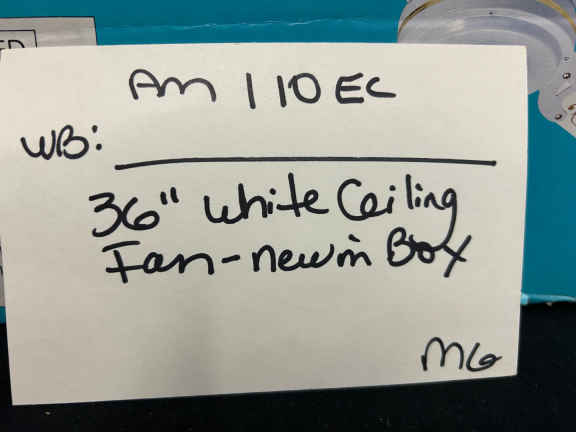 Am 110 EC
WB:
36" White Ceiling
Fan-new in Box
MG